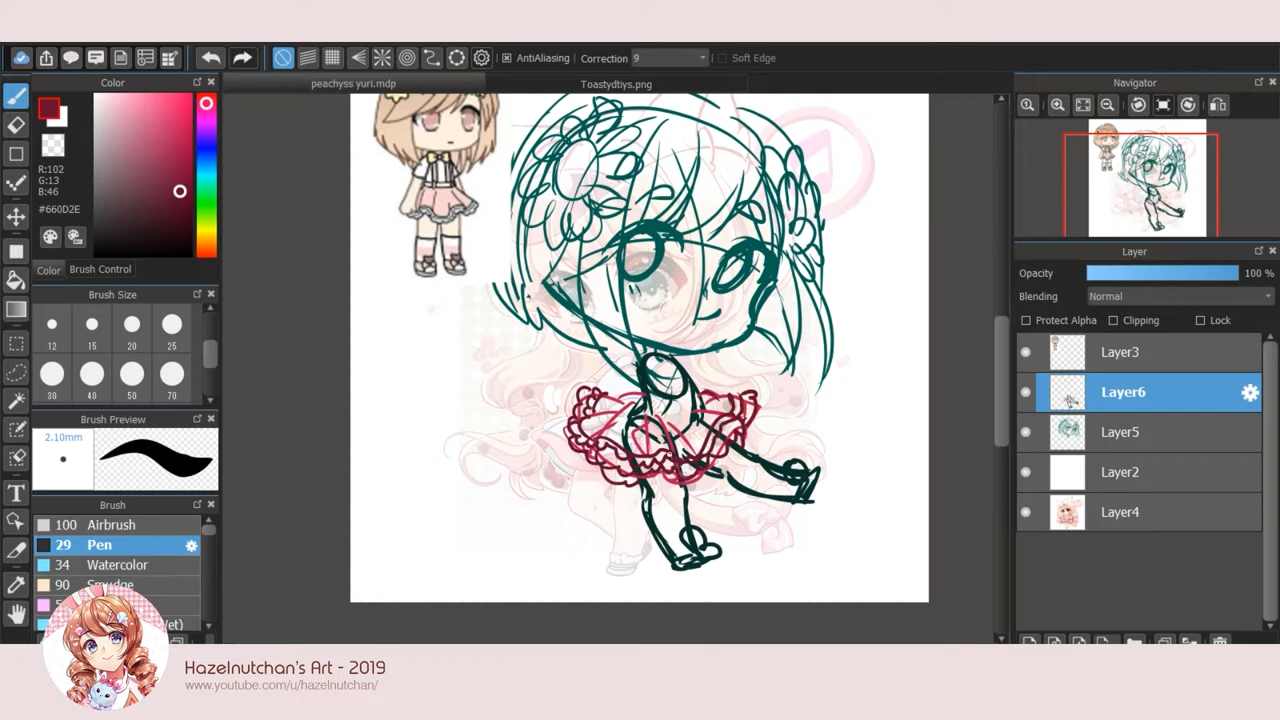 AntiAliasing Correction 9 Soft Edge
Color
peachyss yuri.mdp
Toastydtiys.png
Navigator
R:102
G:13
B:46
#660D2E
Color Brush Control
Brush Size
12 15 20 25
30 40 50 70
Brush Preview
2.10mm
Brush
100 Airbrush
29 Pen
34 Watercolor
90 Smudge
Layer
Opacity 100 %
Blending Normal
Protect Alpha Clipping Lock
Layer3
Layer6
Layer5
Layer2
Layer4
Hazelnutchan's Art - 2019
www.youtube.com/u/hazelnutchan/